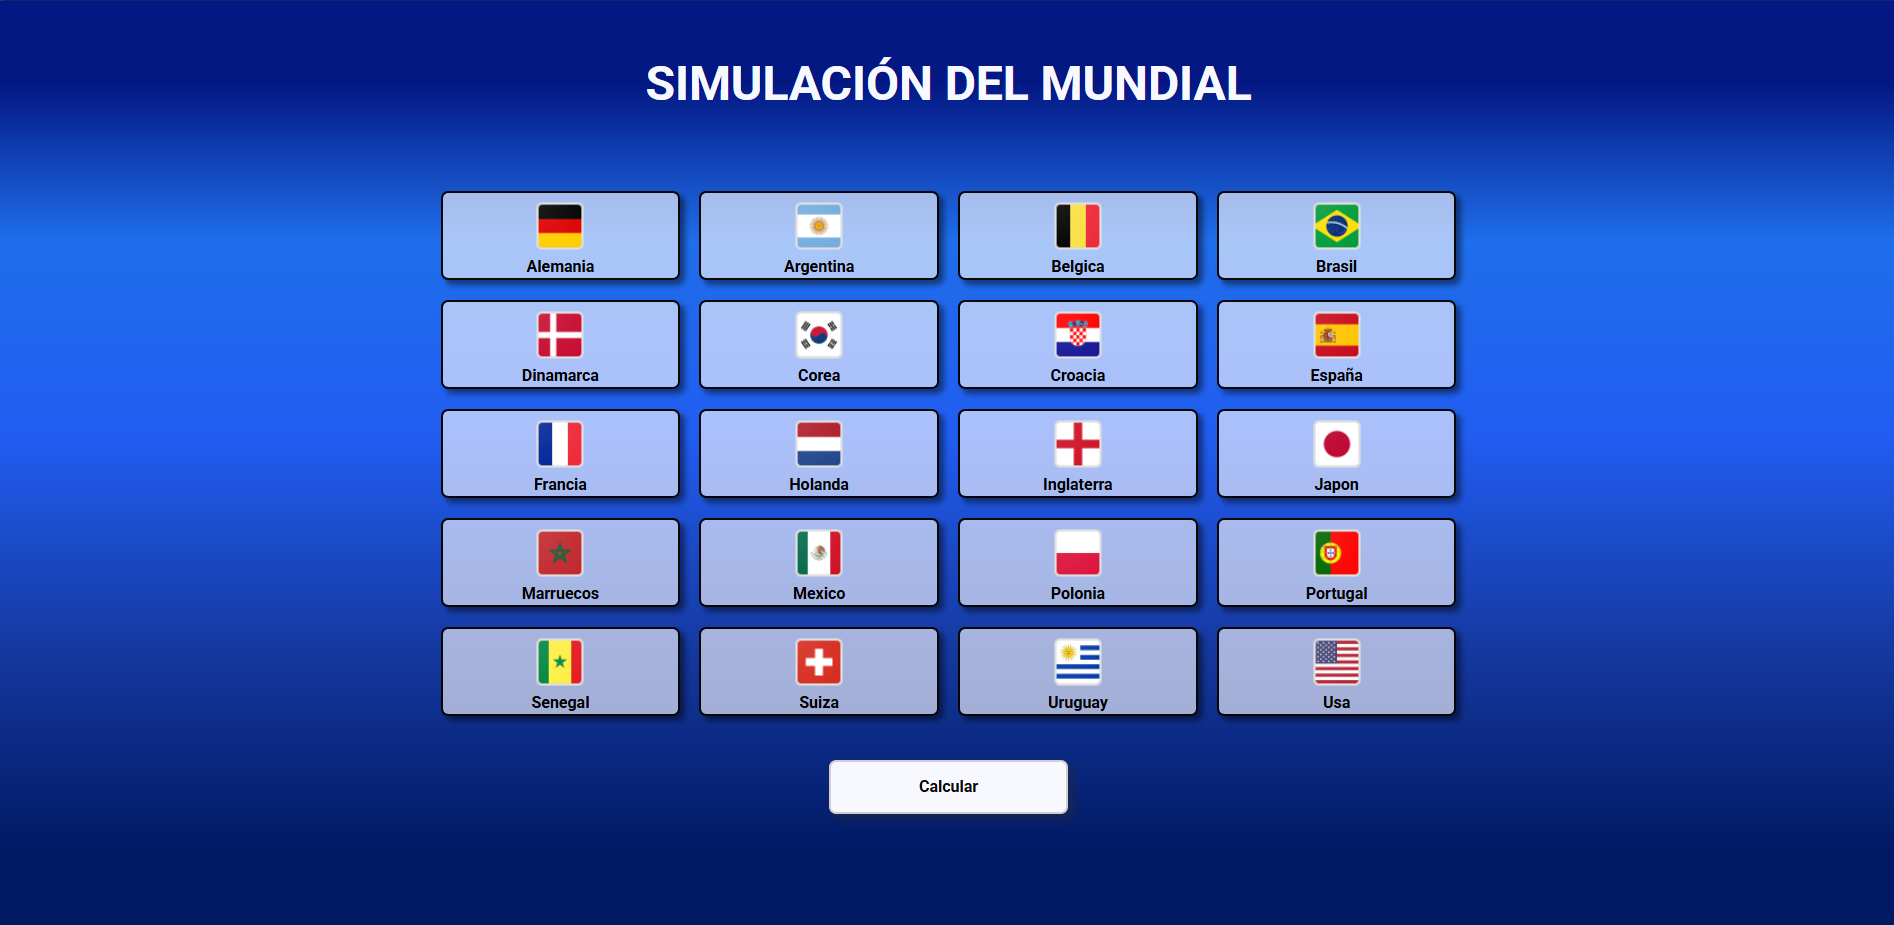 SIMULACIÓN DEL MUNDIAL
Alemania
Argentina
Belgica
Brasil
Dinamarca
Corea
Croacia
España
Francia
Holanda
Inglaterra
Japon
Marruecos
Mexico
Polonia
Portugal
Senegal
Suiza
Uruguay
Usa
Calcular